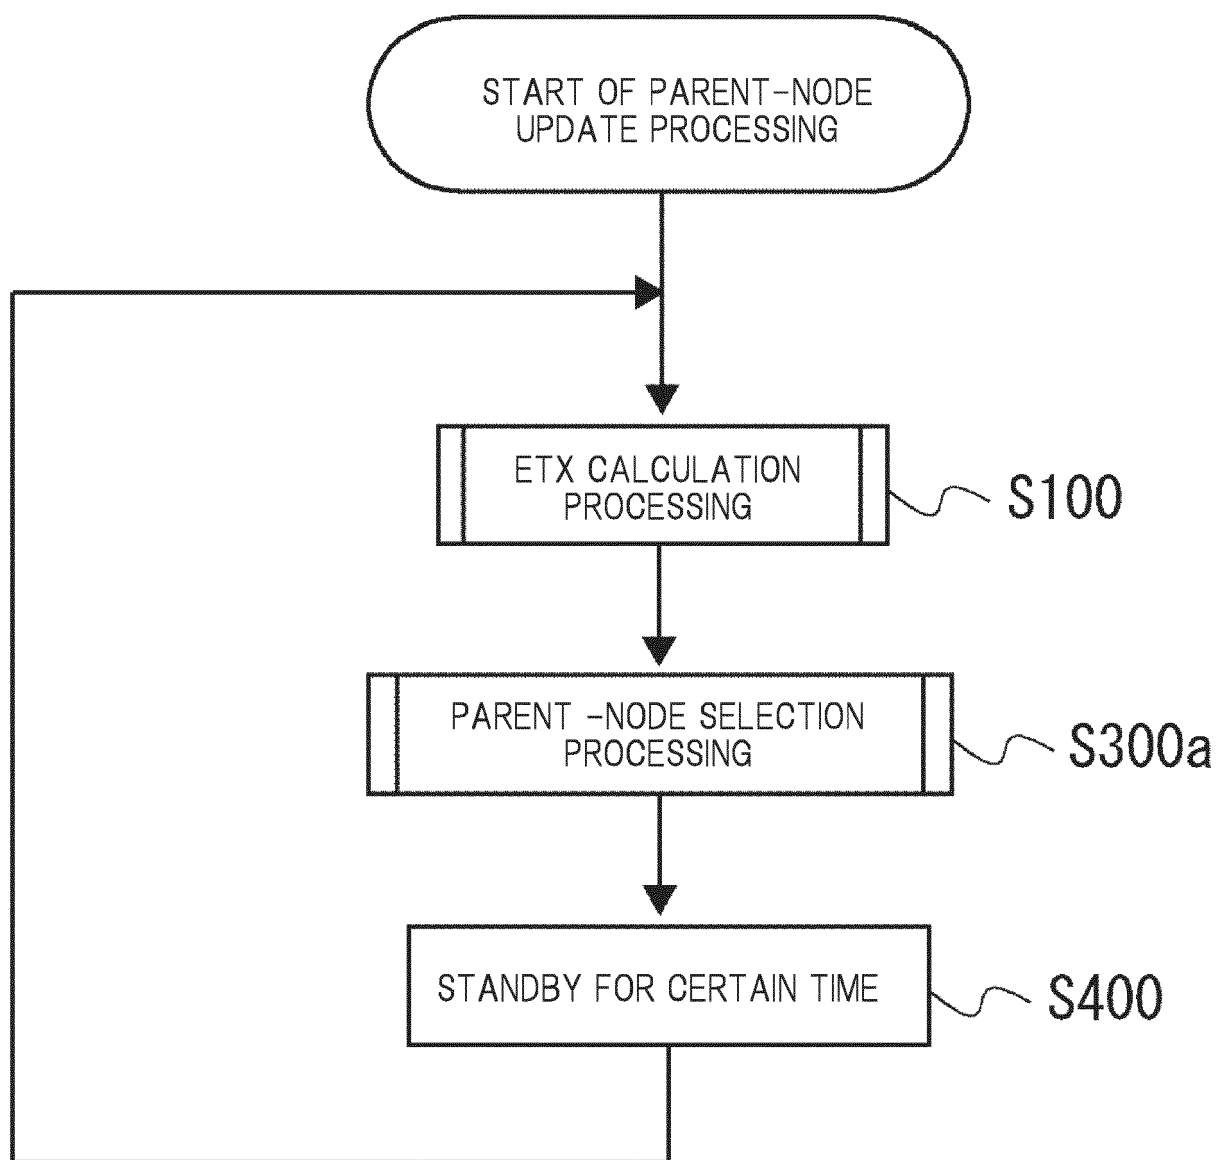 START OF PARENT-NODE
UPDATE PROCESSING
ETX CALCULATION
PROCESSING
S100
PARENT -NODE SELECTION
PROCESSING
S300a
STANDBY FOR CERTAIN TIME
S400